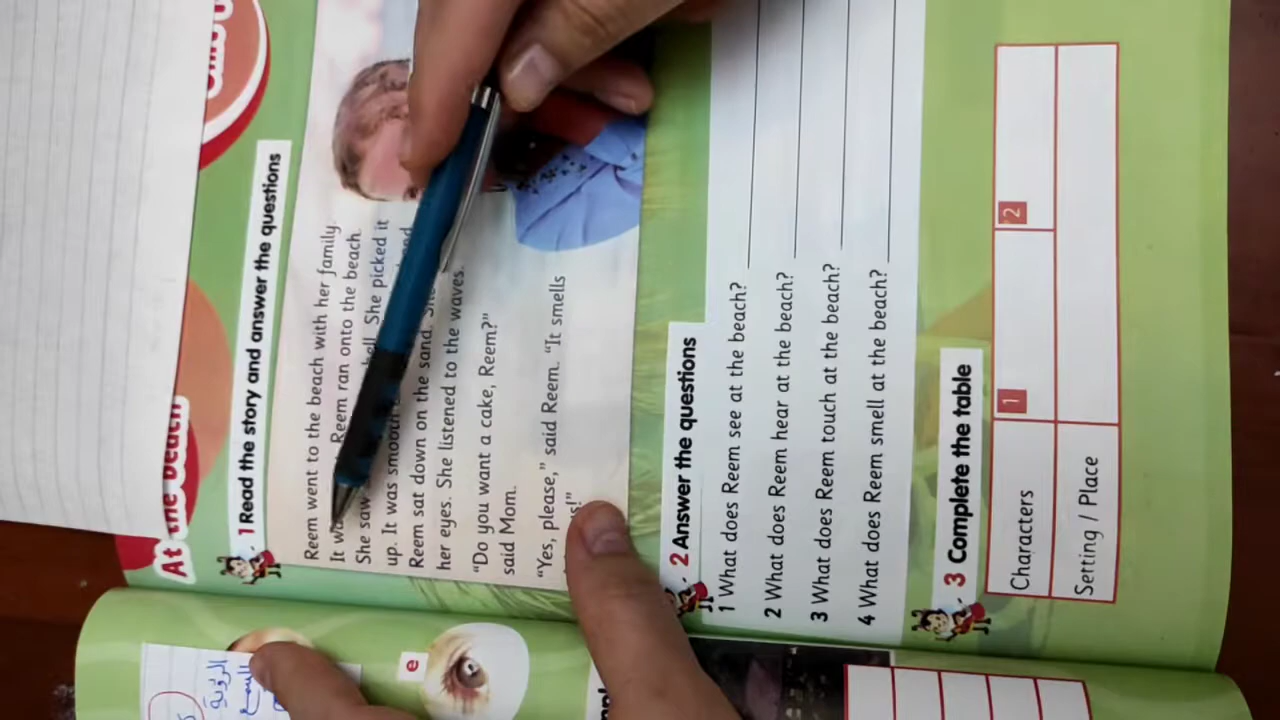 At the beach
1 Read the story and answer the questions
Reem went to the beach with her family.
It Reem ran onto the beach.
She saw She picked it
up. It was smooth
Reem sat down on the sand.
her eyes. She listened to the waves.
"Do you want a cake, Reem?"
said Mom.
"Yes, please," said Reem. "It smells
2 Answer the questions
1 What does Reem see at the beach?
2 What does Reem hear at the beach?
3 What does Reem touch at the beach?
4 What does Reem smell at the beach?
3 Complete the table
Characters 1 2
Setting / Place
e
الرؤية
السمع